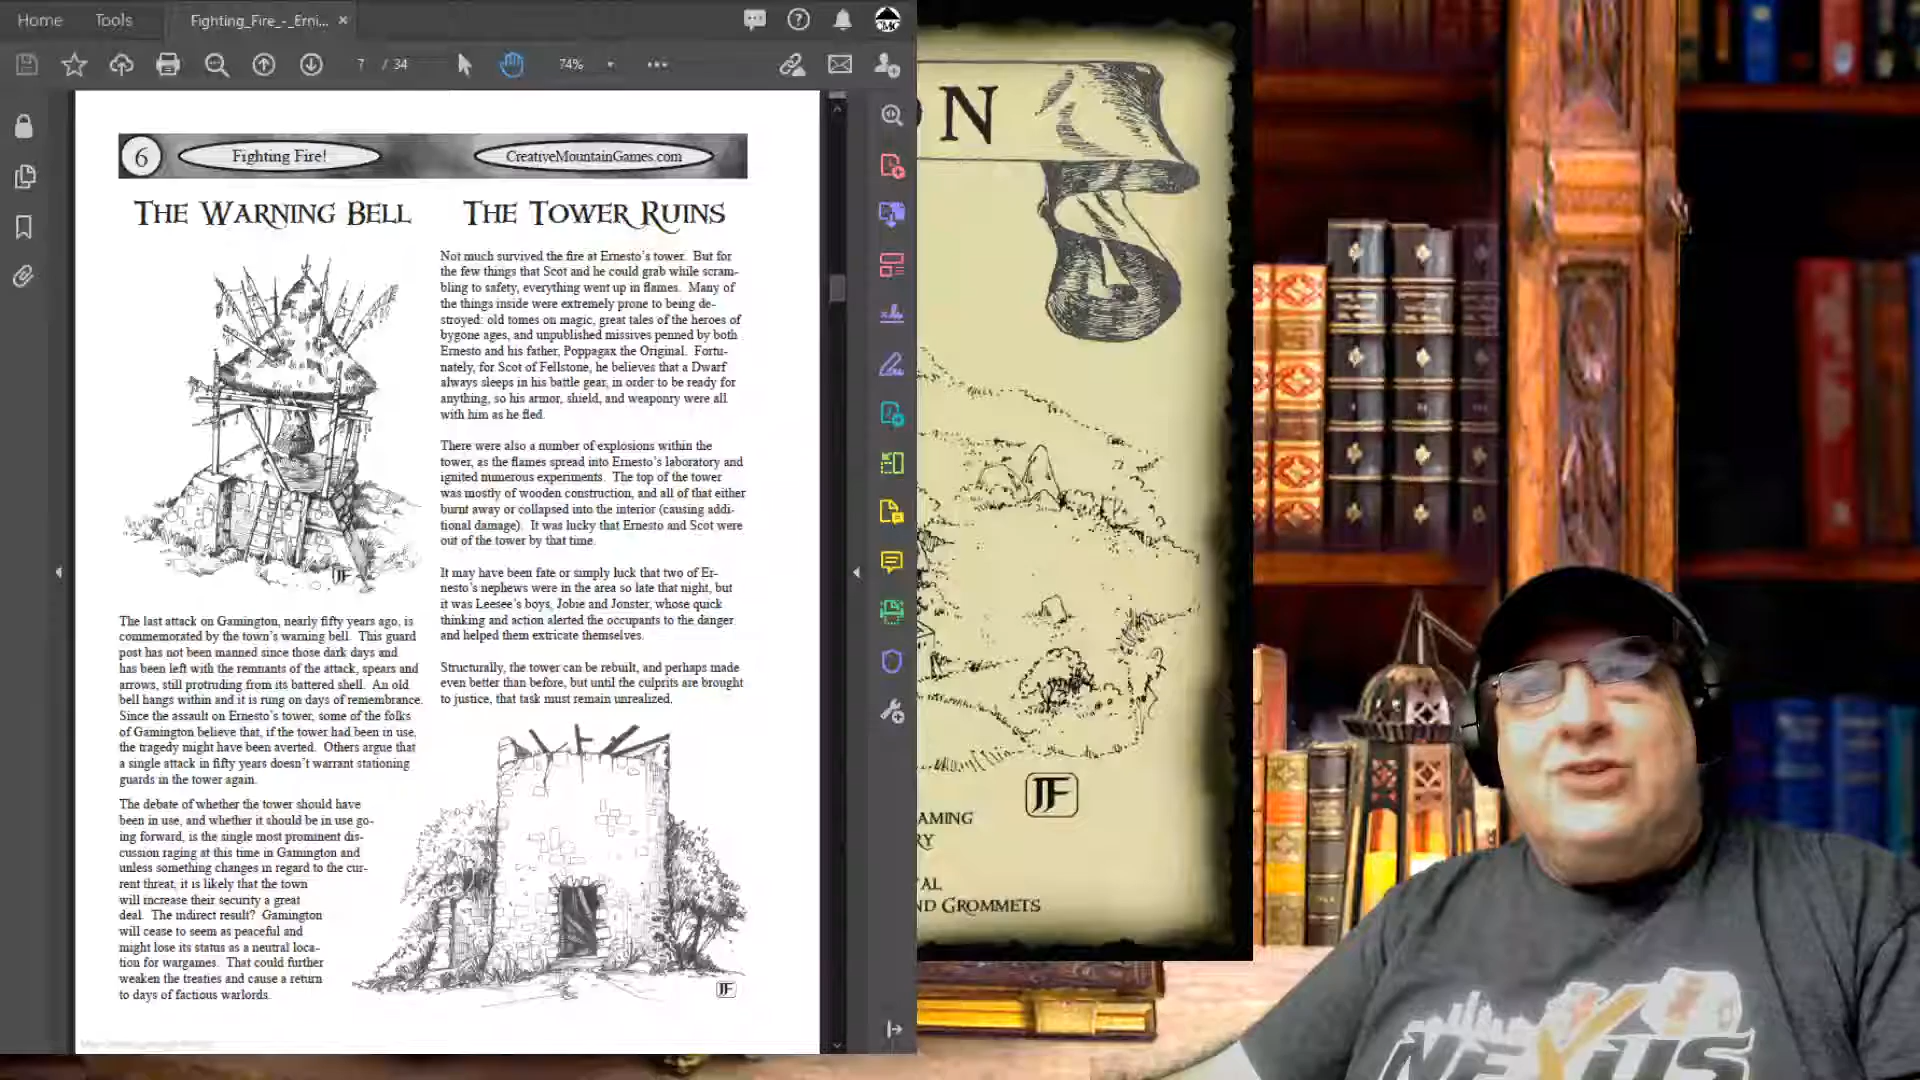 Home
Tools
Fighting_Fire_-_Erni...
CMG
7 / 34
74%
6
Fighting Fire!
CreativeMountainGames.com
THE WARNING BELL
JF
The last attack on Gamington, nearly fifty years ago, is
commemorated by the town's warning bell. This guard
post has not been manned since those dark days and
has been left with the remnants of the attack, spears and
arrows, still protruding from its battered shell. An old
bell hangs within and it is rung on days of remembrance.
Since the assault on Ernesto's tower, some of the folks
of Gamington believe that, if the tower had been in use,
the tragedy might have been averted. Others argue that
a single attack in fifty years doesn't warrant stationing
guards in the tower again.
The debate of whether the tower should have
been in use, and whether it should be in use go-
ing forward, is the single most prominent dis-
cussion raging at this time in Gamington and
unless something changes in regard to the cur-
rent threat, it is likely that the town
will increase their security a great
deal. The indirect result? Gamington
will cease to seem as peaceful and
might lose its status as a neutral loca-
tion for wargames. That could further
weaken the treaties and cause a return
to days of factious warlords.
THE TOWER RUINS
Not much survived the fire at Ernesto's tower. But for
the few things that Scot and he could grab while scram-
bling to safety, everything went up in flames. Many of
the things inside were extremely prone to being de-
stroyed: old tomes on magic, great tales of the heroes of
bygone ages, and unpublished missives penned by both
Ernesto and his father, Poppagax the Original. Fortu-
nately, for Scot of Fellstone, he believes that a Dwarf
always sleeps in his battle gear, in order to be ready for
anything, so his armor, shield, and weaponry were all
with him as he fled.
There were also a number of explosions within the
tower, as the flames spread into Ernesto's laboratory and
ignited numerous experiments. The top of the tower
was mostly of wooden construction, and all of that either
burnt away or collapsed into the interior (causing addi-
tional damage). It was lucky that Ernesto and Scot were
out of the tower by that time.
It may have been fate or simply luck that two of Er-
nesto's nephews were in the area so late that night, but
it was Leesee's boys, Jobie and Jonster, whose quick
thinking and action alerted the occupants to the danger
and helped them extricate themselves.
Structurally, the tower can be rebuilt, and perhaps made
even better than before, but until the culprits are brought
to justice, that task must remain unrealized.
JF
ON
JF
AMING
RY
AL
ND GROMMETS
NEXUS